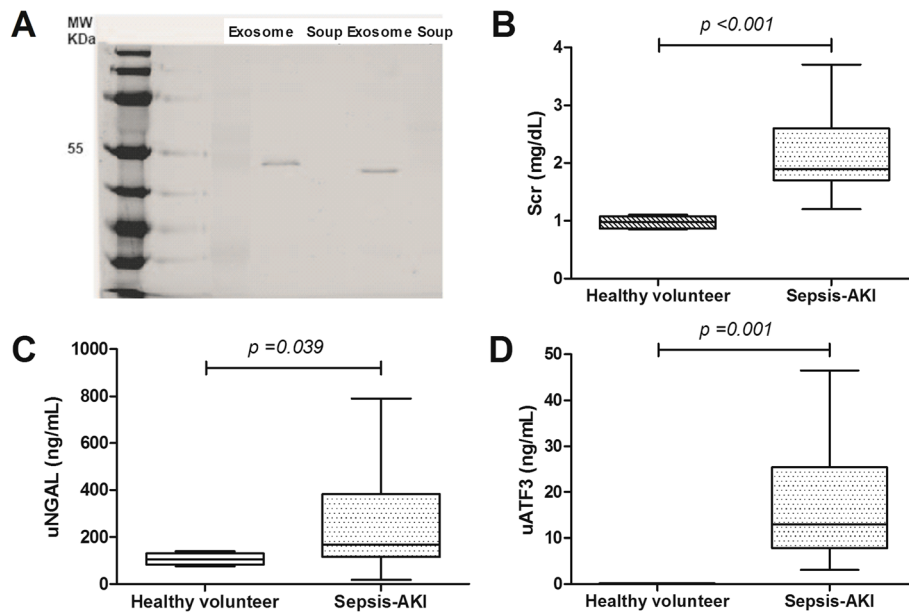 A
MW
KDa
Exosome Soup Exosome Soup
55
B
p <0.001
Scr (mg/dL)
4
3
2
1
0
Healthy volunteer Sepsis-AKI
C
p =0.039
uNGAL (ng/mL)
1000
800
600
400
200
0
Healthy volunteer Sepsis-AKI
D
p =0.001
uATF3 (ng/mL)
50
40
30
20
10
0
Healthy volunteer Sepsis-AKI